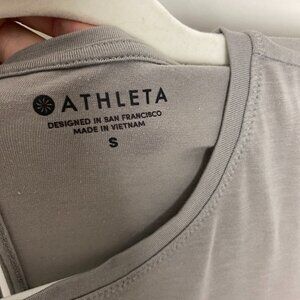 ATHLETA
DESIGNED IN SAN FRANCISCO
MADE IN VIETNAM
S